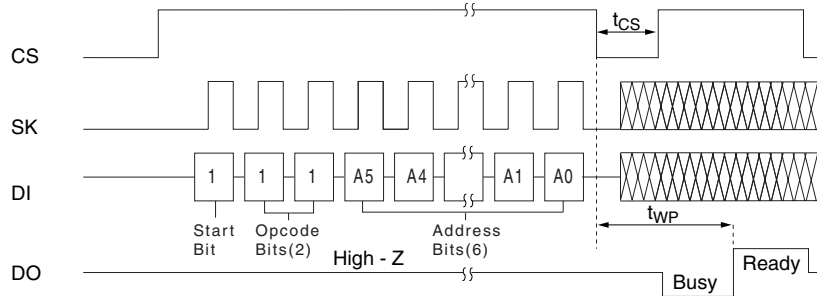 tCS
CS
SK
DI
1 1 1 A5 A4 A1 A0
Start
Bit
Opcode
Bits(2)
Address
Bits(6)
tWP
High - Z
DO
Busy
Ready